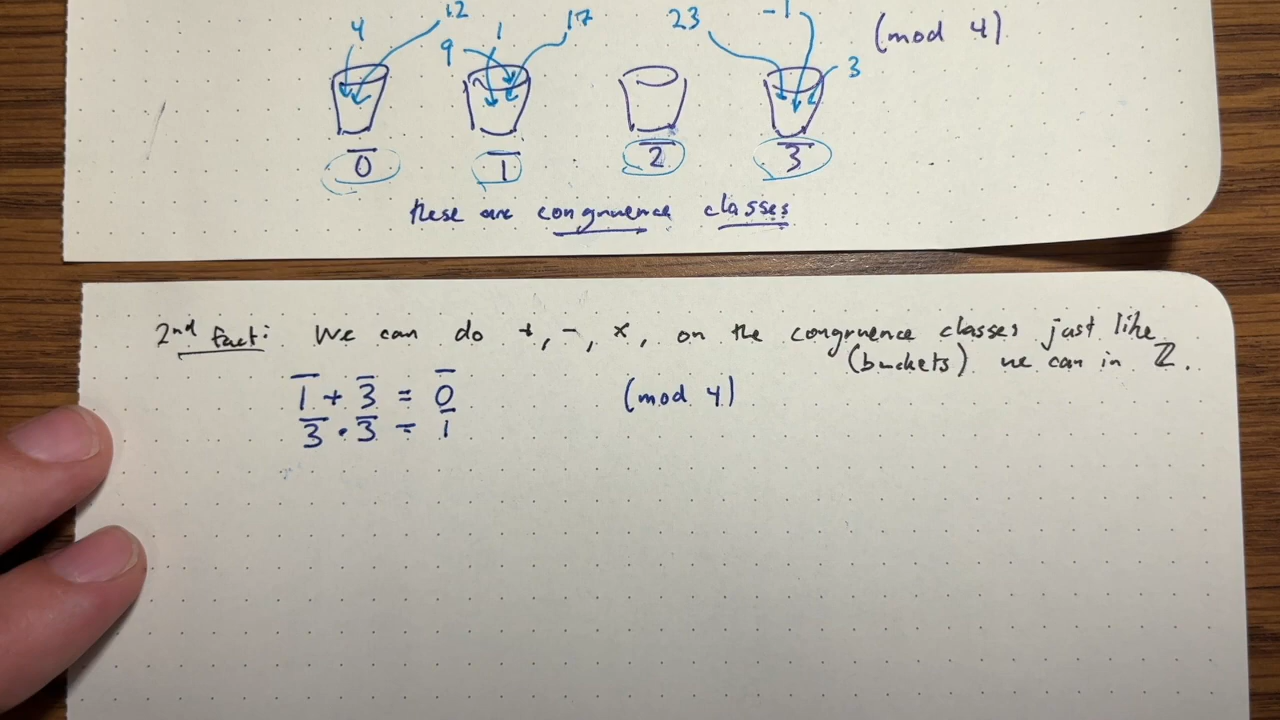 4 12 9 1 17 23 -1 3 (mod 4)
0̅ 1̅ 2̅ 3̅
these are congruence classes
2nd fact: We can do +, -, ×, on the congruence classes just like
(buckets) we can in ℤ.
1̅ + 3̅ = 0̅ (mod 4)
3̅ · 3̅ = 1̅